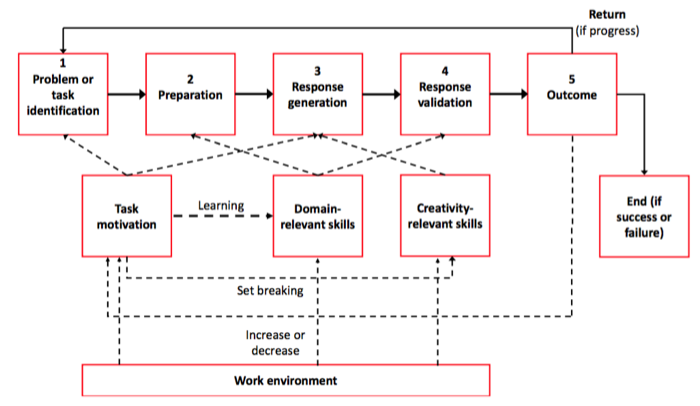 Return
(if progress)
1
Problem or
task
identification
2
Preparation
3
Response
generation
4
Response
validation
5
Outcome
Task
motivation
Learning
Domain-
relevant skills
Creativity-
relevant skills
End (if
success or
failure)
Set breaking
Increase or
decrease
Work environment